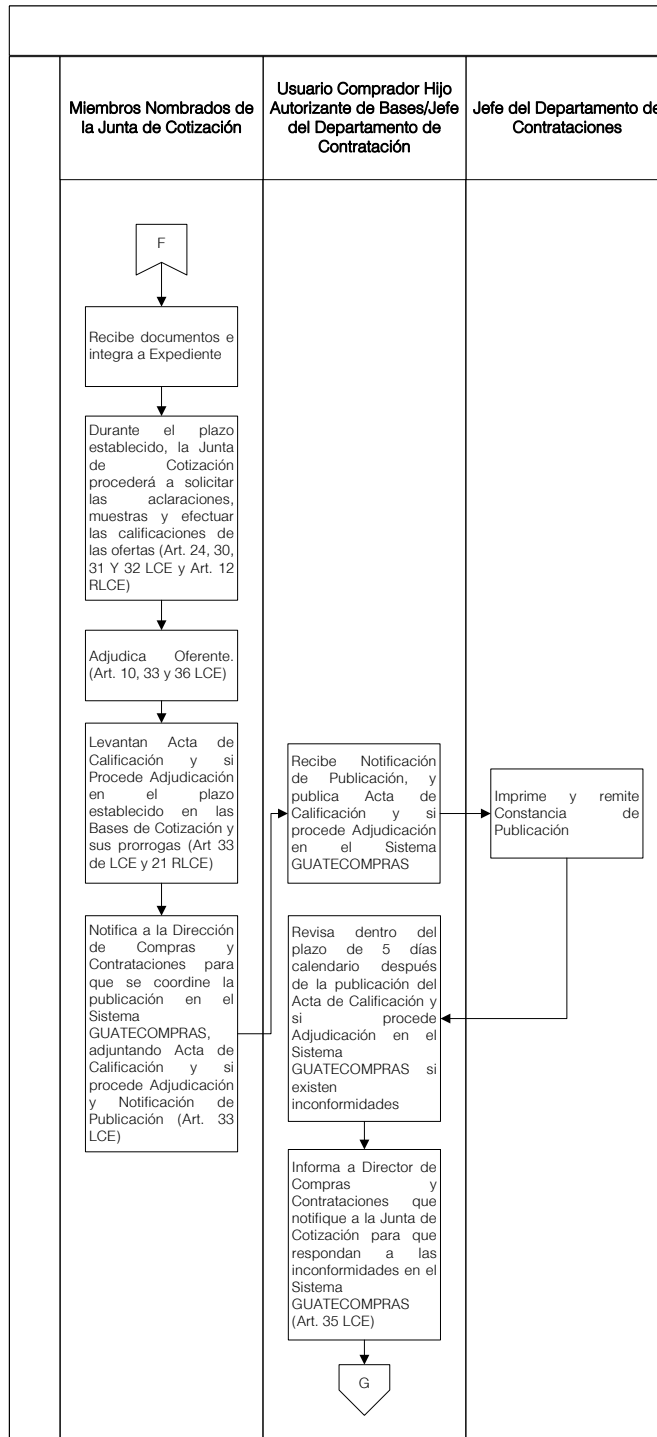 Miembros Nombrados de
la Junta de Cotización
Usuario Comprador Hijo
Autorizante de Bases/Jefe
del Departamento de
Contratación
Jefe del Departamento de
Contrataciones
F
Recibe documentos e
integra a Expediente
Durante el plazo
establecido, la Junta
de Cotización
procederá a solicitar
las aclaraciones,
muestras y efectuar
las calificaciones de
las ofertas (Art. 24, 30,
31 Y 32 LCE y Art. 12
RLCE)
Adjudica Oferente.
(Art. 10, 33 y 36 LCE)
Levantan Acta de
Calificación y si
Procede Adjudicación
en el plazo
establecido en las
Bases de Cotización y
sus prorrogas (Art 33
de LCE y 21 RLCE)
Notifica a la Dirección
de Compras y
Contrataciones para
que se coordine la
publicación en el
Sistema
GUATECOMPRAS,
adjuntando Acta de
Calificación y si
procede Adjudicación
y Notificación de
Publicación (Art. 33
LCE)
Recibe Notificación
de Publicación, y
publica Acta de
Calificación y si
procede Adjudicación
en el Sistema
GUATECOMPRAS
Imprime y remite
Constancia de
Publicación
Revisa dentro del
plazo de 5 días
calendario después
de la publicación del
Acta de Calificación y
si procede
Adjudicación en el
Sistema
GUATECOMPRAS si
existen
inconformidades
Informa a Director de
Compras y
Contrataciones que
notifique a la Junta de
Cotización para que
respondan a las
inconformidades en el
Sistema
GUATECOMPRAS
(Art. 35 LCE)
G